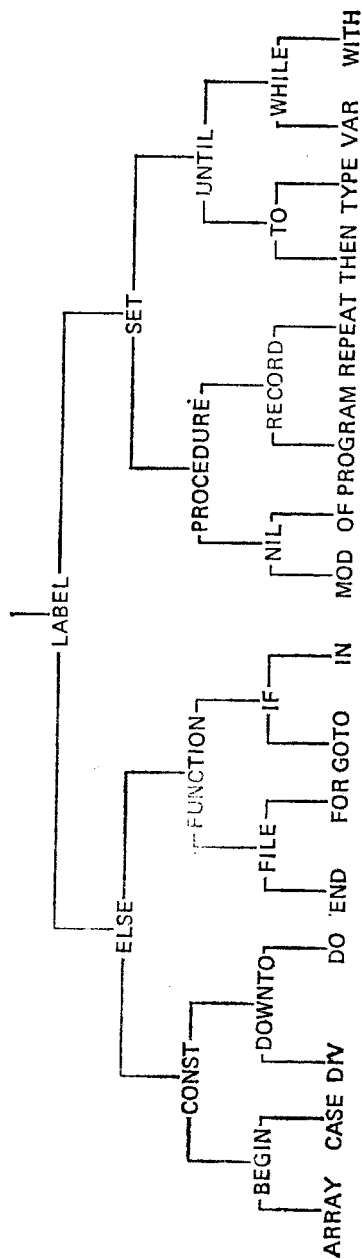 LABEL
ELSE SET
CONST FUNCTION PROCEDURE UNTIL
BEGIN DOWNTO FILE IF NIL RECORD TO WHILE
ARRAY CASE DIV DO END FOR GOTO IN MOD OF PROGRAM REPEAT THEN TYPE VAR WITH